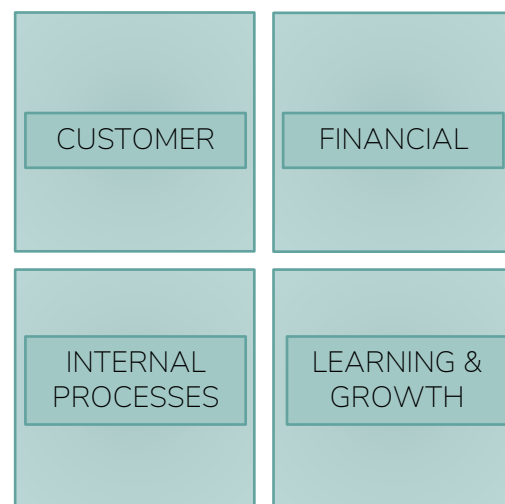 CUSTOMER
FINANCIAL
INTERNAL
PROCESSES
LEARNING &
GROWTH